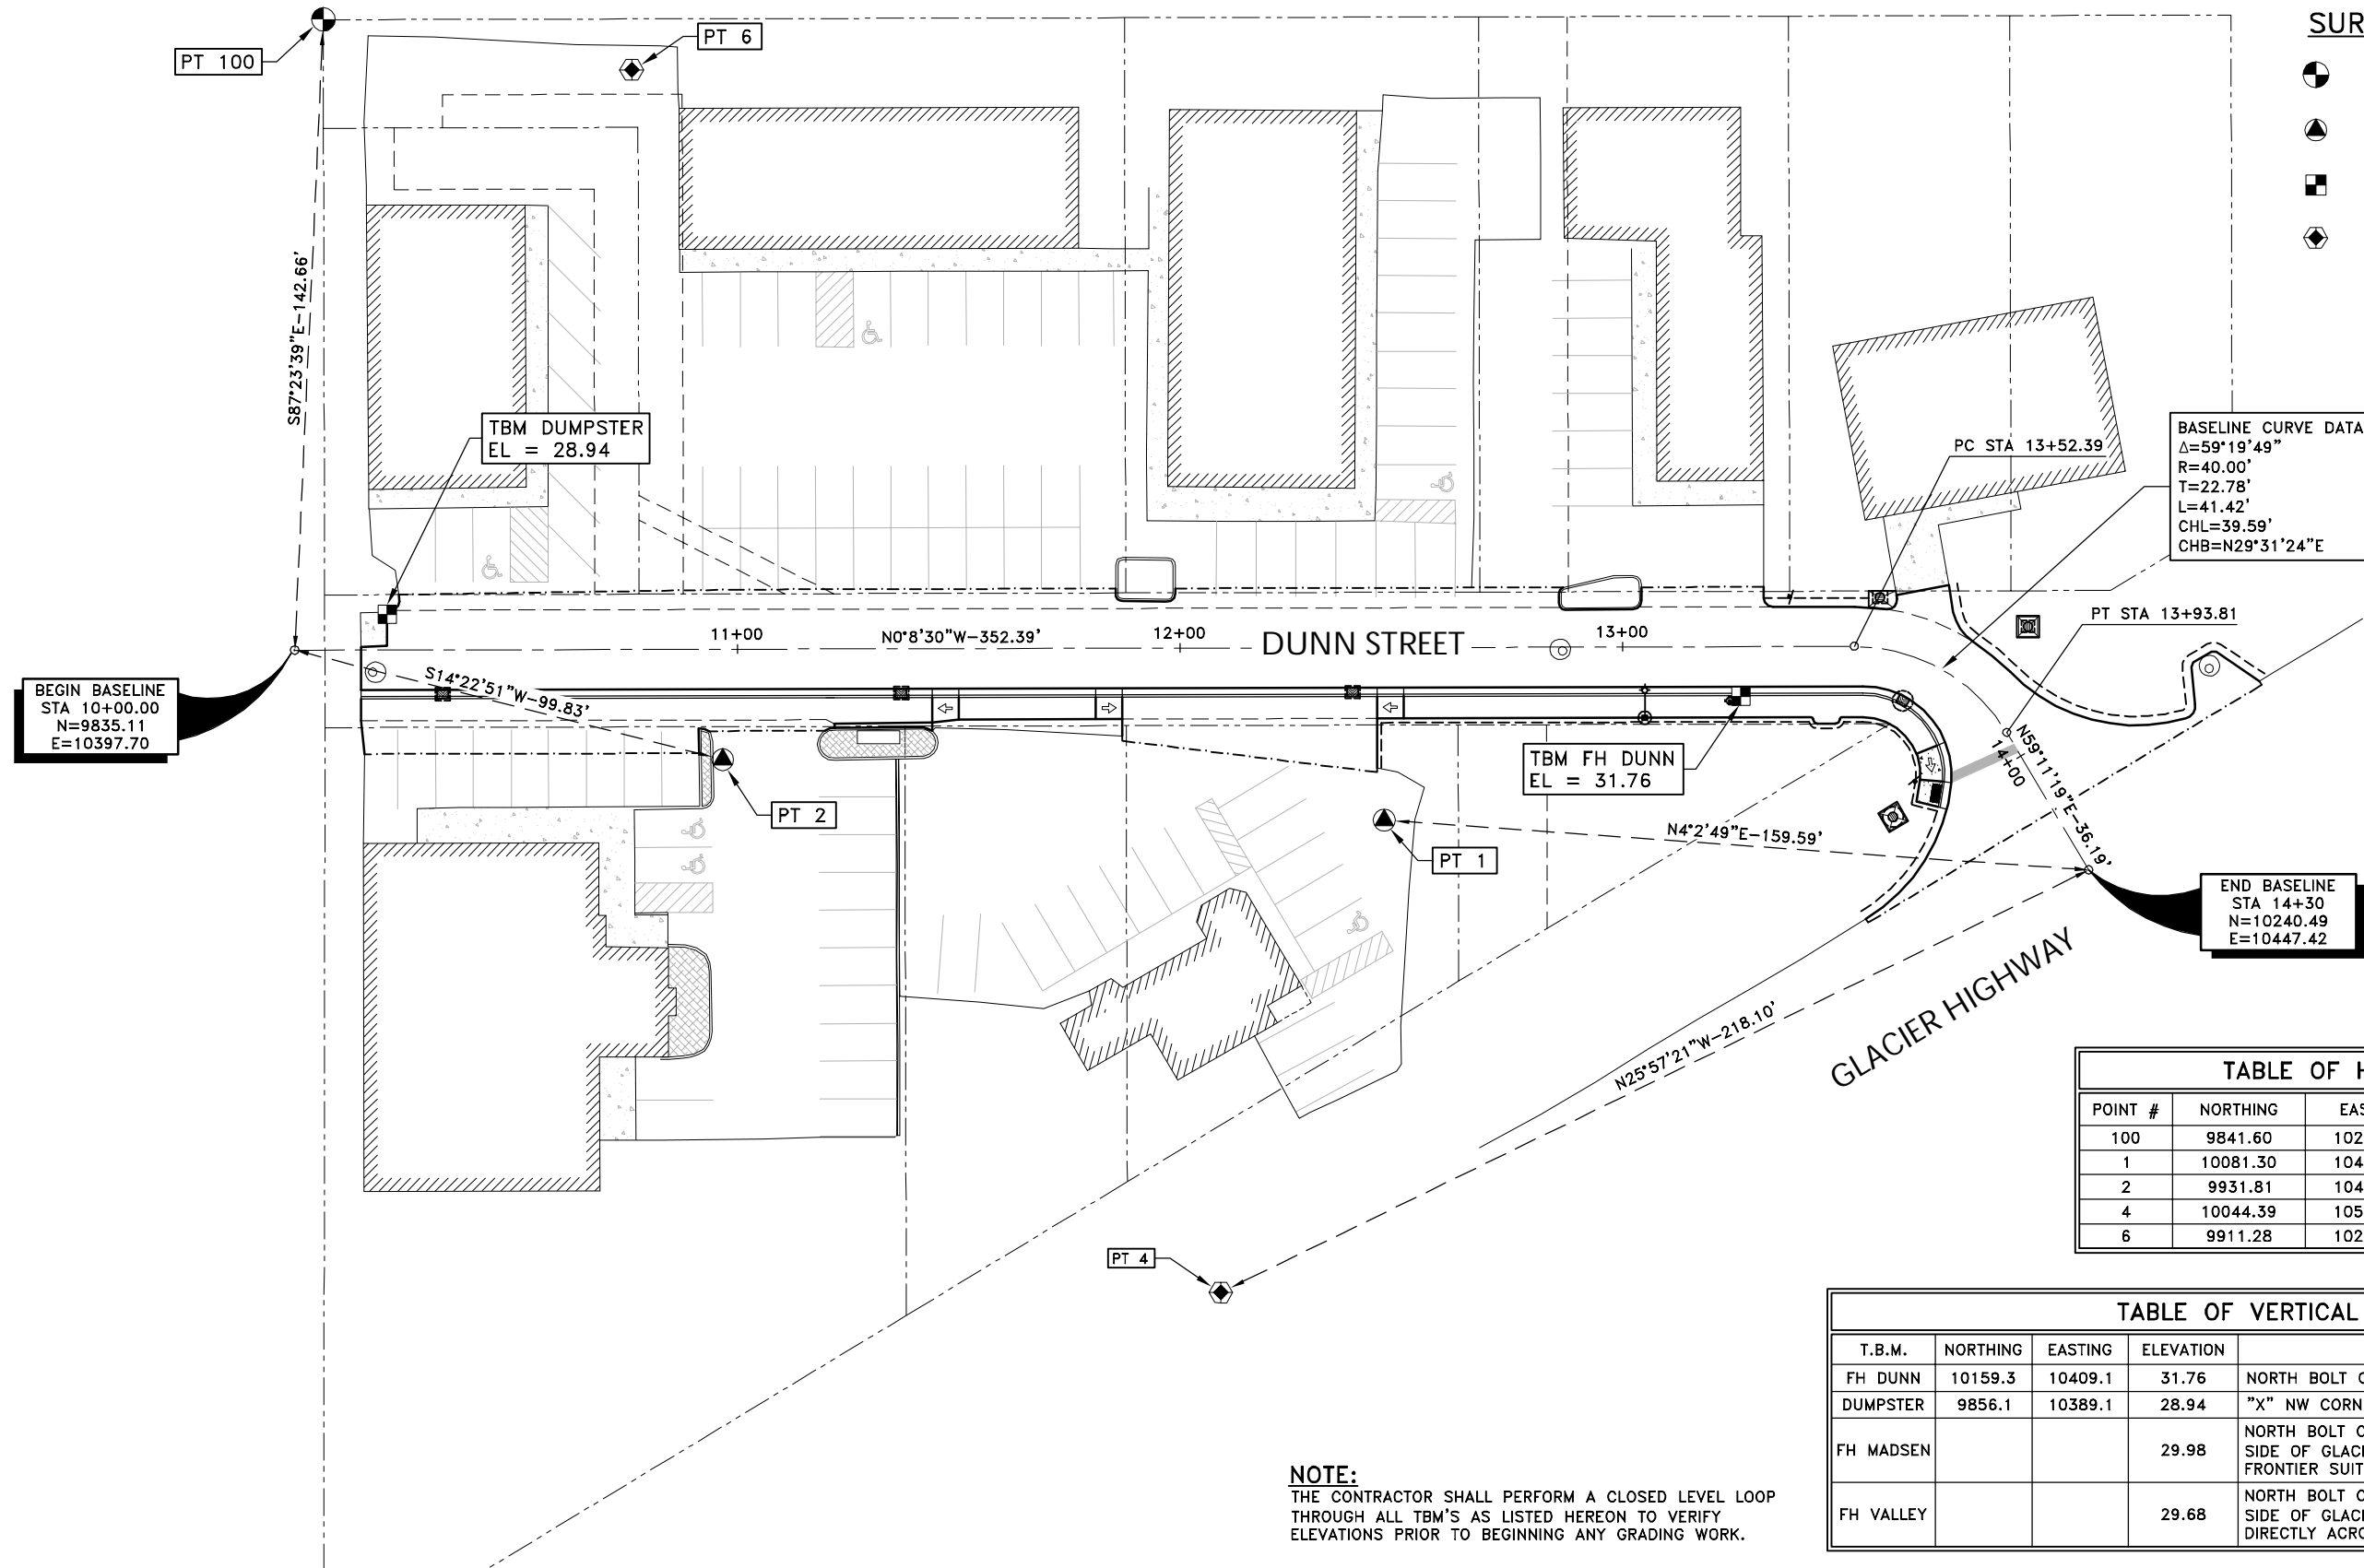 SUR
PT 100
PT 6
S87°23'39"E-142.66'
TBM DUMPSTER
EL = 28.94
PC STA 13+52.39
BASELINE CURVE DATA
Δ=59°19'49"
R=40.00'
T=22.78'
L=41.42'
CHL=39.59'
CHB=N29°31'24"E
PT STA 13+93.81
11+00
N0°8'30"W-352.39'
12+00
DUNN STREET
13+00
BEGIN BASELINE
STA 10+00.00
N=9835.11
E=10397.70
S14°22'51"W-99.83'
PT 2
TBM FH DUNN
EL = 31.76
PT 1
N4°2'49"E-159.59'
14+00
N59°11'19"E-36.19'
END BASELINE
STA 14+30
N=10240.49
E=10447.42
GLACIER HIGHWAY
N25°57'21"W-218.10'
PT 4
TABLE OF H
POINT # NORTHING EAS
100 9841.60 102
1 10081.30 104
2 9931.81 104
4 10044.39 105
6 9911.28 102
TABLE OF VERTICAL
T.B.M. NORTHING EASTING ELEVATION
FH DUNN 10159.3 10409.1 31.76 NORTH BOLT O
DUMPSTER 9856.1 10389.1 28.94 "X" NW CORN
FH MADSEN 29.98 NORTH BOLT O
SIDE OF GLACI
FRONTIER SUIT
FH VALLEY 29.68 NORTH BOLT O
SIDE OF GLACI
DIRECTLY ACRO
NOTE:
THE CONTRACTOR SHALL PERFORM A CLOSED LEVEL LOOP
THROUGH ALL TBM'S AS LISTED HEREON TO VERIFY
ELEVATIONS PRIOR TO BEGINNING ANY GRADING WORK.